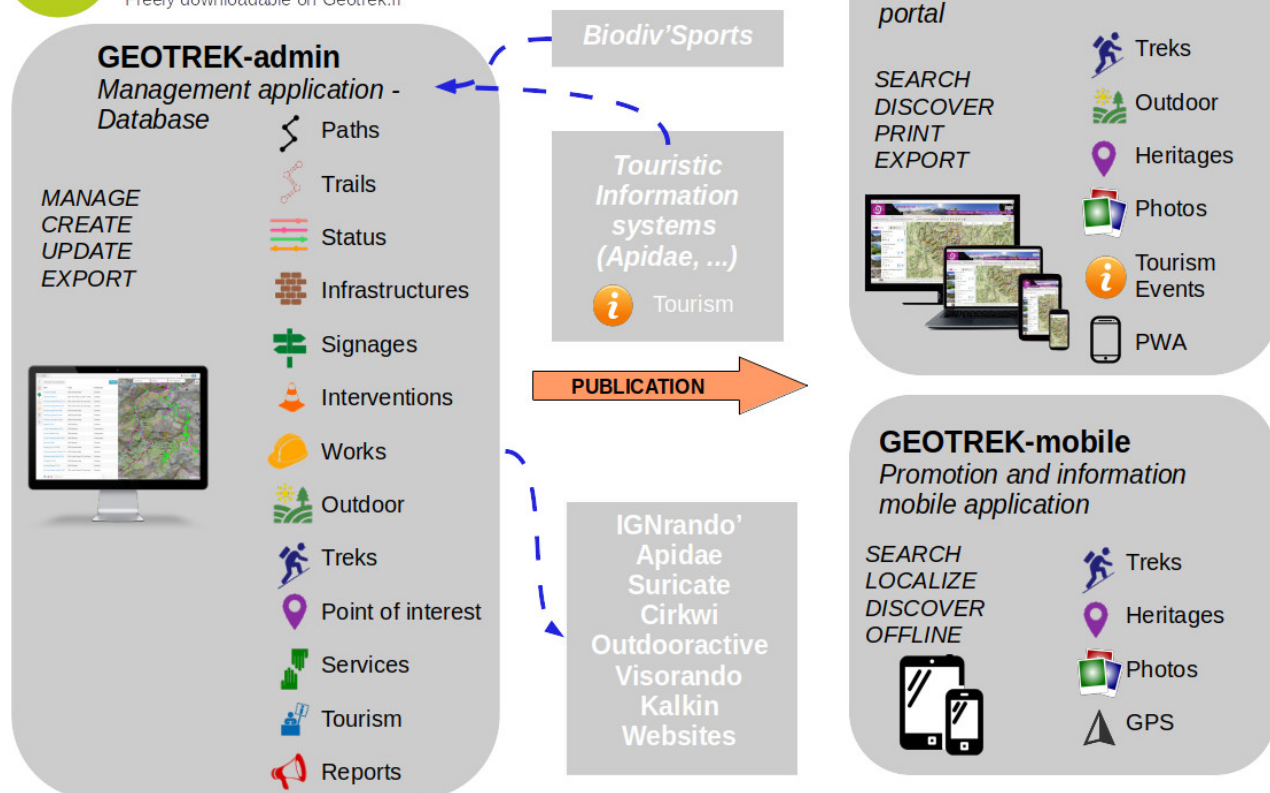 Freely downloadable on Geotrek.fr
GEOTREK-admin
Management application -
Database
MANAGE
CREATE
UPDATE
EXPORT
Paths
Trails
Status
Infrastructures
Signages
Interventions
Works
Outdoor
Treks
Point of interest
Services
Tourism
Reports
Biodiv'Sports
Touristic
Information
systems
(Apidae, ...)
Tourism
PUBLICATION
IGNrando'
Apidae
Suricate
Cirkwi
Outdooractive
Visorando
Kalkin
Websites
portal
SEARCH
DISCOVER
PRINT
EXPORT
Treks
Outdoor
Heritages
Photos
Tourism
Events
PWA
GEOTREK-mobile
Promotion and information
mobile application
SEARCH
LOCALIZE
DISCOVER
OFFLINE
Treks
Heritages
Photos
GPS